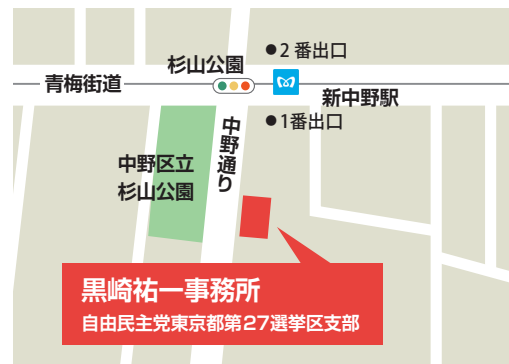 ●2番出口
杉山公園
青梅街道
新中野駅
●1番出口
中野通り
中野区立
杉山公園
黒崎祐一事務所
自由民主党東京都第27選挙区支部